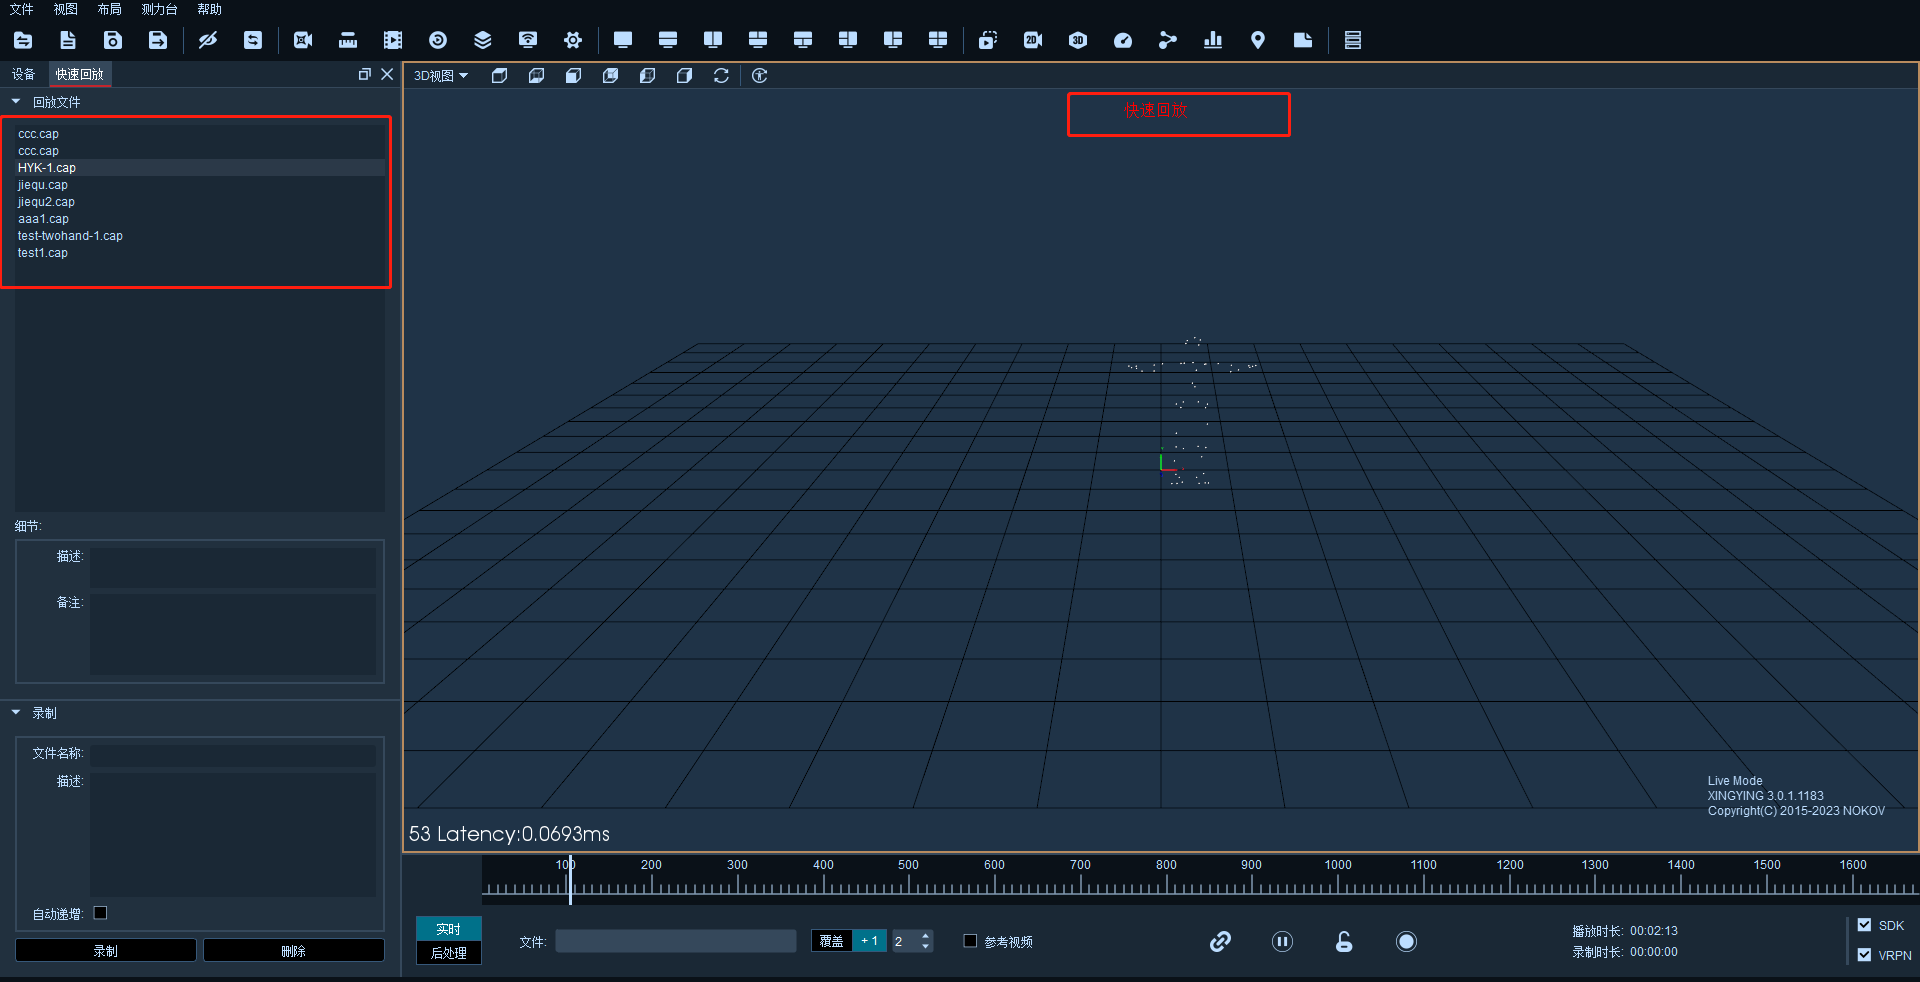 文件 视图 布局 测力台 帮助
2D 3D
设备 快速回放
3D视图
快速回放
回放文件
ccc.cap
ccc.cap
HYK-1.cap
jiequ.cap
jiequ2.cap
aaa1.cap
test-twohand-1.cap
test1.cap
细节:
描述:
备注:
录制
文件名称:
描述:
自动递增:
录制 删除
Live Mode
XINGYING 3.0.1.1183
Copyright(C) 2015-2023 NOKOV
53 Latency:0.0693ms
100 200 300 400 500 600 700 800 900 1000 1100 1200 1300 1400 1500 1600
实时
后处理
文件: 覆盖 + 1 2 参考视频
播放时长: 00:02:13
录制时长: 00:00:00
SDK
VRPN